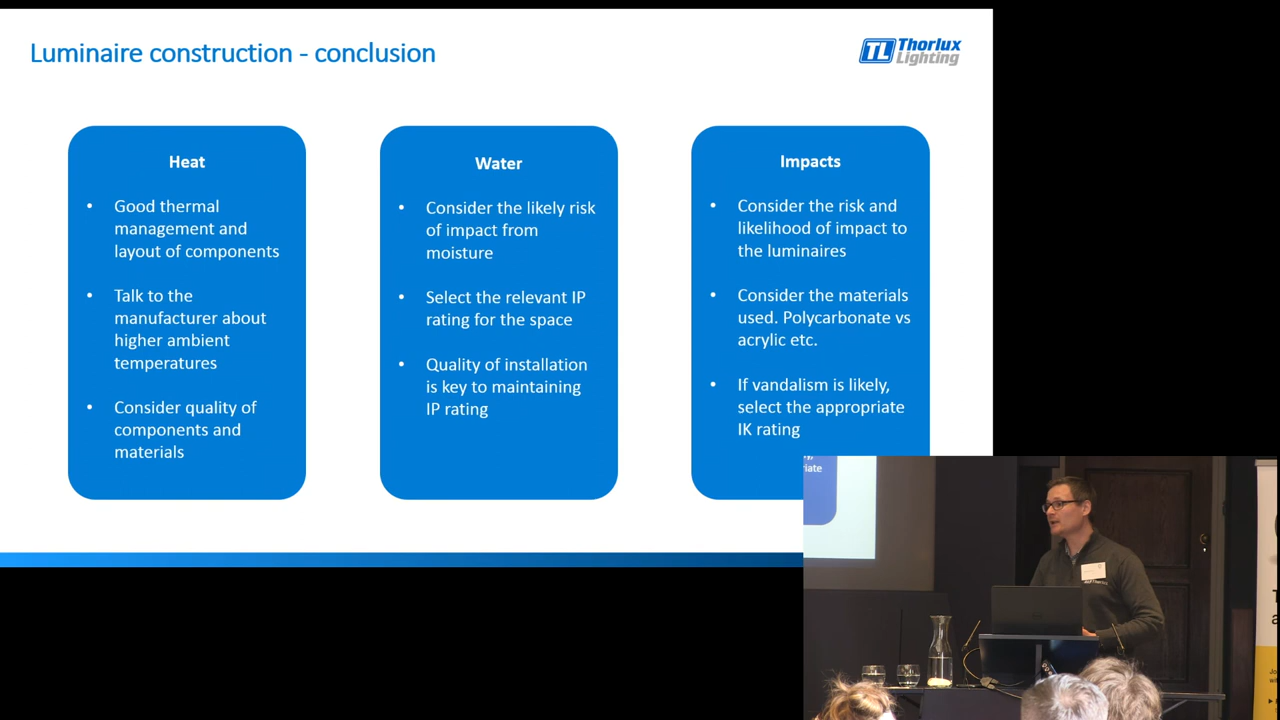 Luminaire construction - conclusion
TL Thorlux
Lighting
Heat
• Good thermal
management and
layout of components
• Talk to the
manufacturer about
higher ambient
temperatures
• Consider quality of
components and
materials
Water
• Consider the likely risk
of impact from
moisture
• Select the relevant IP
rating for the space
• Quality of installation
is key to maintaining
IP rating
Impacts
• Consider the risk and
likelihood of impact to
the luminaires
• Consider the materials
used. Polycarbonate vs
acrylic etc.
• If vandalism is likely,
select the appropriate
IK rating